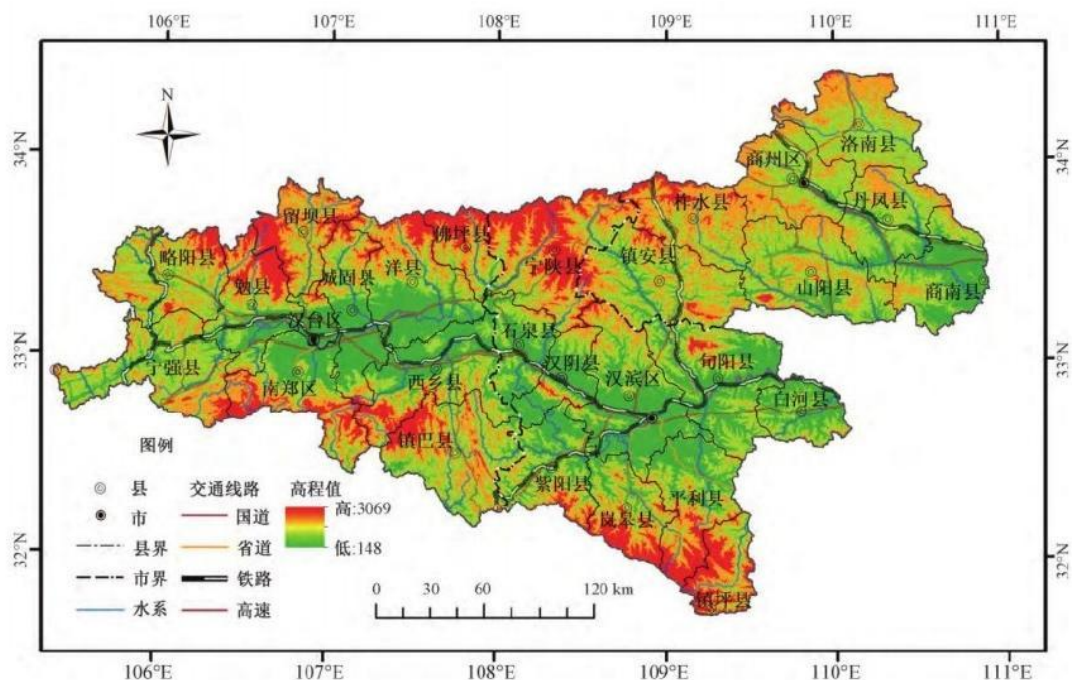 106°E 107°E 108°E 109°E 110°E 111°E
N
34°N 34°N
洛南县
商州区
丹凤县
留坝县 柞水县
佛坪县
略阳县 洋县 宁陕县 镇安县
勉县 城固县 山阳县 商南县
汉台区 石泉县
33°N 33°N
宁强县 汉阴县 旬阳县
南郑区 西乡县 汉滨区 白河县
镇巴县
紫阳县 平利县
岚皋县
镇坪县
32°N 32°N
图例
县 交通线路 高程值
市 国道 高:3069
县界 省道 低:148
市界 铁路
水系 高速
0 30 60 120 km
106°E 107°E 108°E 109°E 110°E 111°E